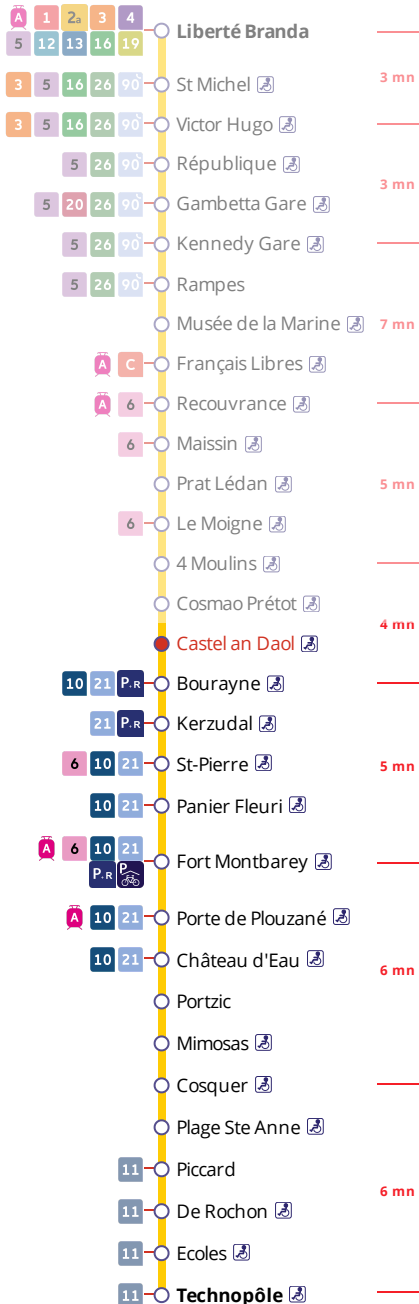 A 1 2a 3 4
5 12 13 16 19 Liberté Branda
3 5 16 26 90 St Michel 3 mn
3 5 16 26 90 Victor Hugo
5 26 90 République 3 mn
5 20 26 90 Gambetta Gare
5 26 90 Kennedy Gare
5 26 90 Rampes
Musée de la Marine 7 mn
A C Français Libres
A 6 Recouvrance
6 Maissin
Prat Lédan 5 mn
6 Le Moigne
4 Moulins
Cosmao Prétot 4 mn
Castel an Daol
10 21 P.R Bourayne
21 P.R Kerzudal
6 10 21 St-Pierre 5 mn
10 21 Panier Fleuri
A 6 10 21 Fort Montbarey
P.R P
A 10 21 Porte de Plouzané
10 21 Château d'Eau 6 mn
Portzic
Mimosas
Cosquer
Plage Ste Anne
11 Piccard 6 mn
11 De Rochon
11 Ecoles
11 Technopôle